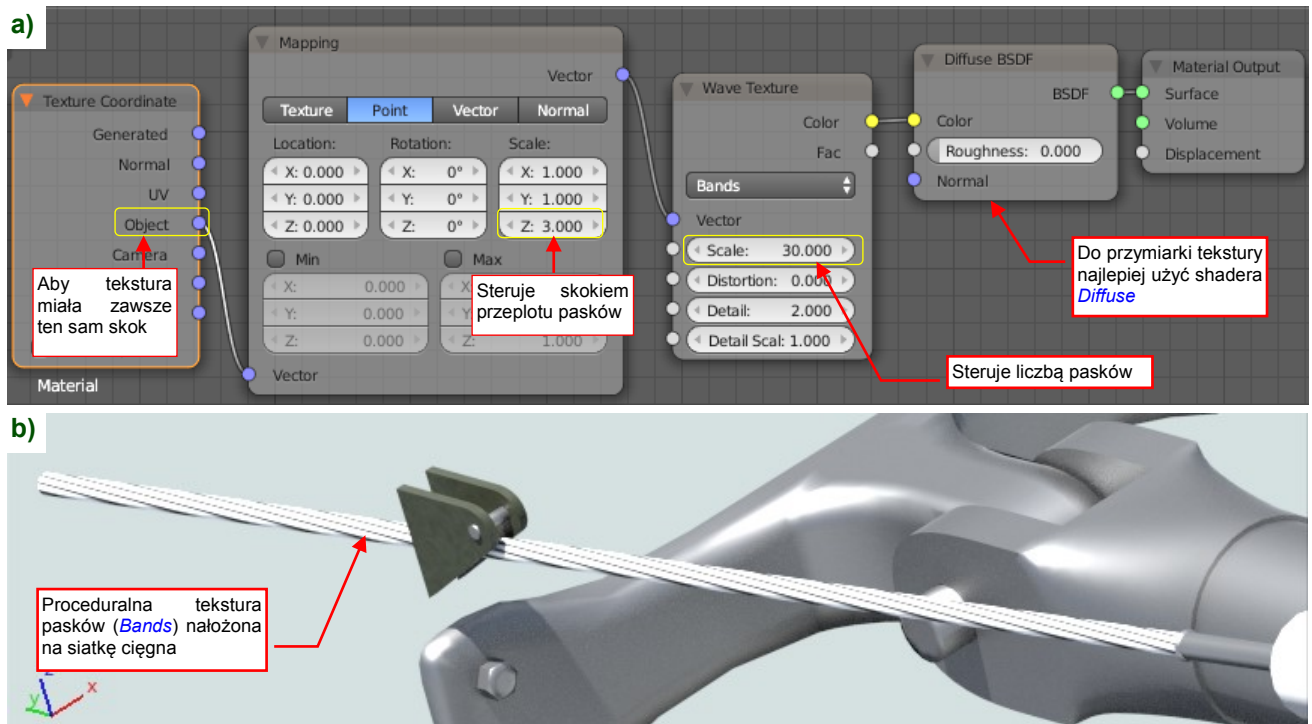 a)
Texture Coordinate
Generated
Normal
UV
Object
Camera
Aby tekstura
miała zawsze
ten sam skok
Material
Mapping
Vector
Texture Point Vector Normal
Location: Rotation: Scale:
X: 0.000 X: 0° X: 1.000
Y: 0.000 Y: 0° Y: 1.000
Z: 0.000 Z: 0° Z: 3.000
Min Max
X: 0.000
Y: 0.000
Z: 0.000 Z: 1.000
Steruje skokiem
przeplotu pasków
Vector
Wave Texture
Color
Fac
Bands
Vector
Scale: 30.000
Distortion: 0.000
Detail: 2.000
Detail Scal: 1.000
Steruje liczbą pasków
Diffuse BSDF
BSDF
Color
Roughness: 0.000
Normal
Do przymiarki tekstury
najlepiej użyć shadera
Diffuse
Material Output
Surface
Volume
Displacement
b)
Proceduralna tekstura
pasków (Bands) nałożona
na siatkę cięgna
z
y
x